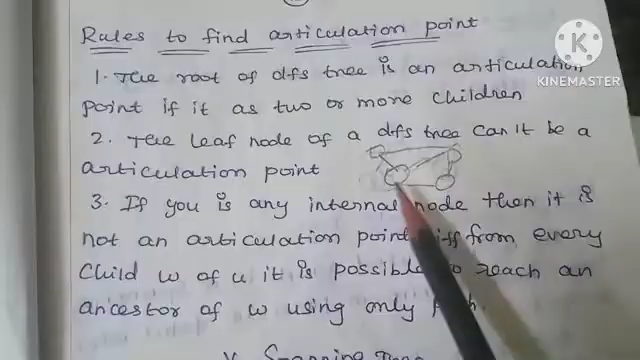 Rules to find articulation point
1. The root of dfs tree is an articulation
point if it as two or more children
2. The leaf node of a dfs tree can't be a
articulation point
3. If you is any internal node then it is
not an articulation point iff from every
child w of u it is possible to reach an
ancestor of w using only
KINEMASTER